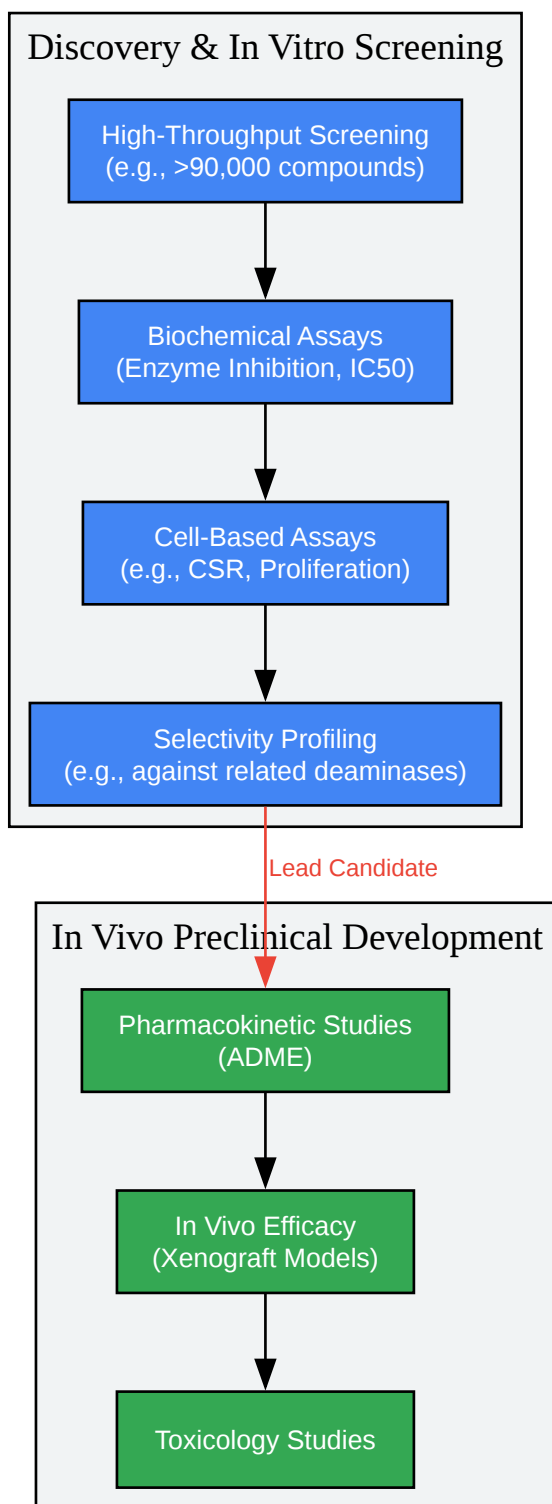 Discovery & In Vitro Screening
High-Throughput Screening
(e.g., >90,000 compounds)
Biochemical Assays
(Enzyme Inhibition, IC50)
Cell-Based Assays
(e.g., CSR, Proliferation)
Selectivity Profiling
(e.g., against related deaminases)
Lead Candidate
In Vivo Preclinical Development
Pharmacokinetic Studies
(ADME)
In Vivo Efficacy
(Xenograft Models)
Toxicology Studies